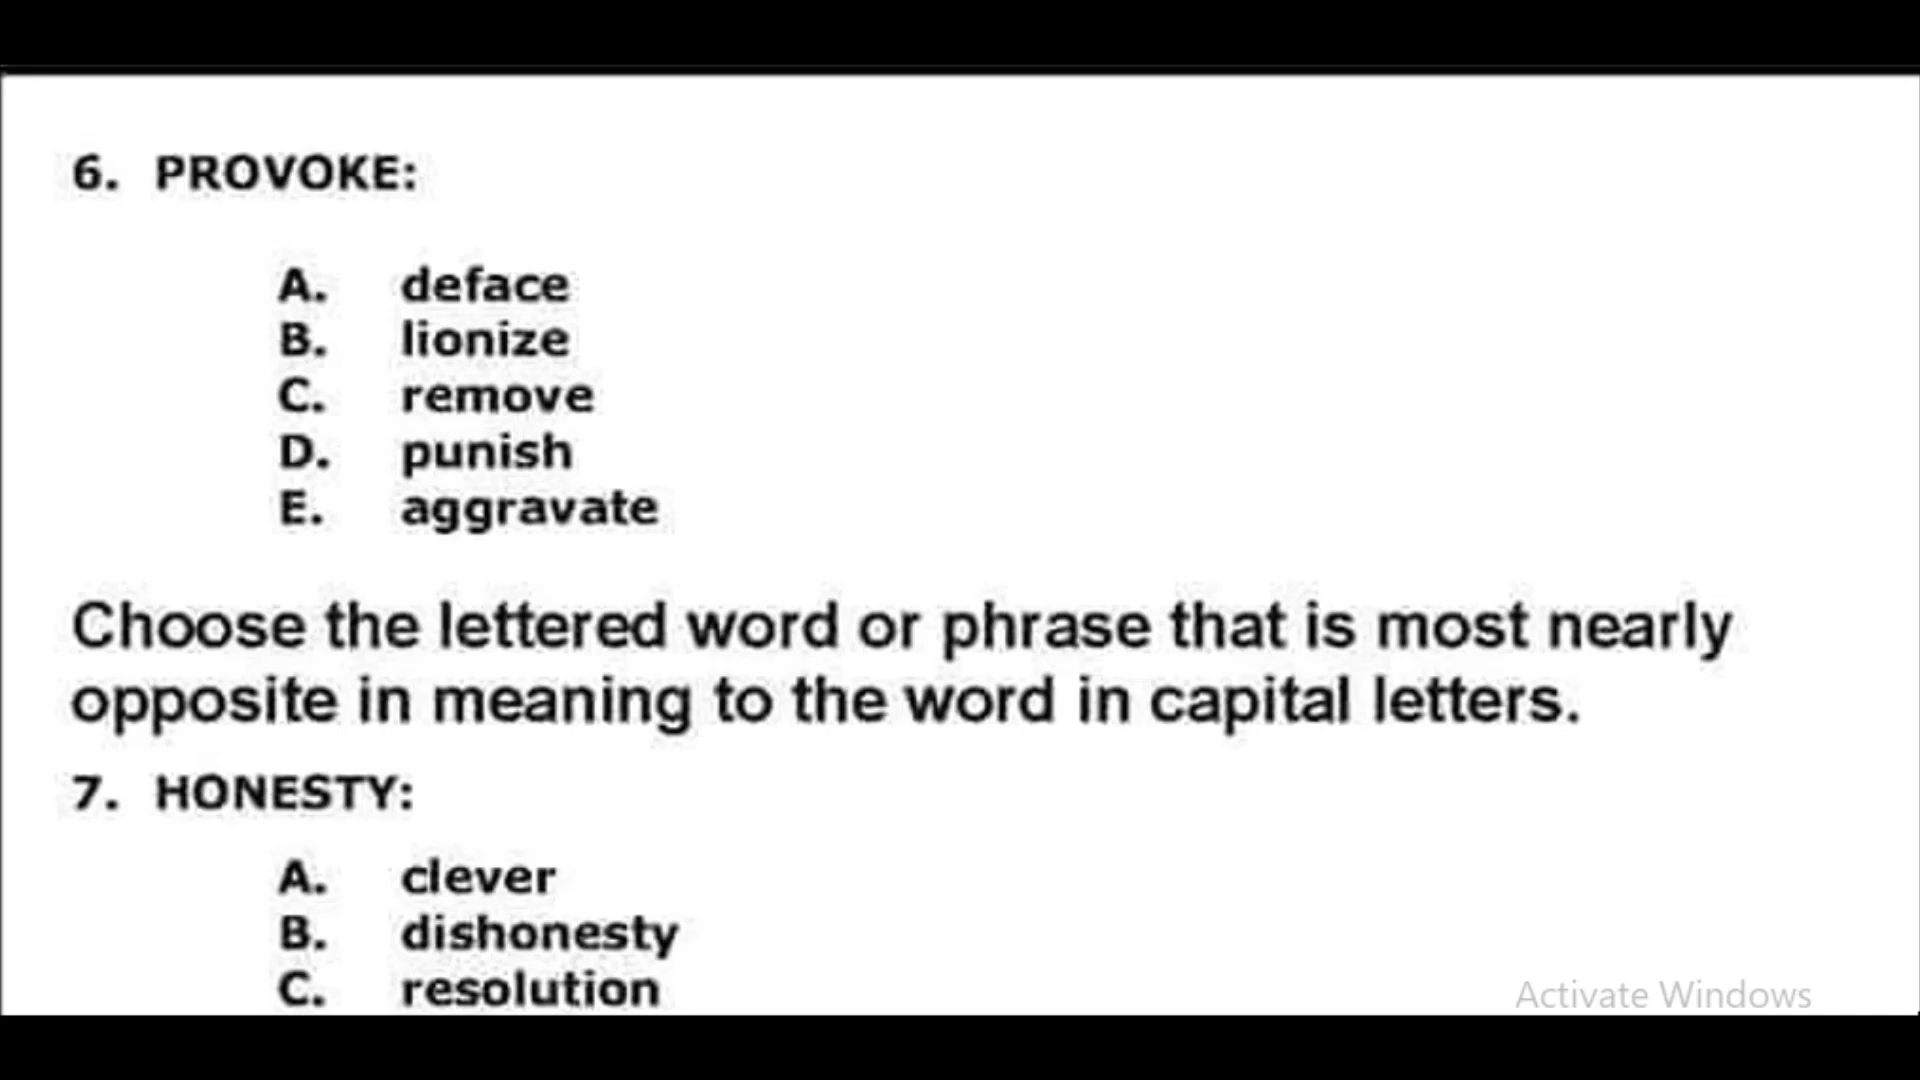 6. PROVOKE:
A. deface
B. lionize
C. remove
D. punish
E. aggravate
Choose the lettered word or phrase that is most nearly
opposite in meaning to the word in capital letters.
7. HONESTY:
A. clever
B. dishonesty
C. resolution
Activate Windows